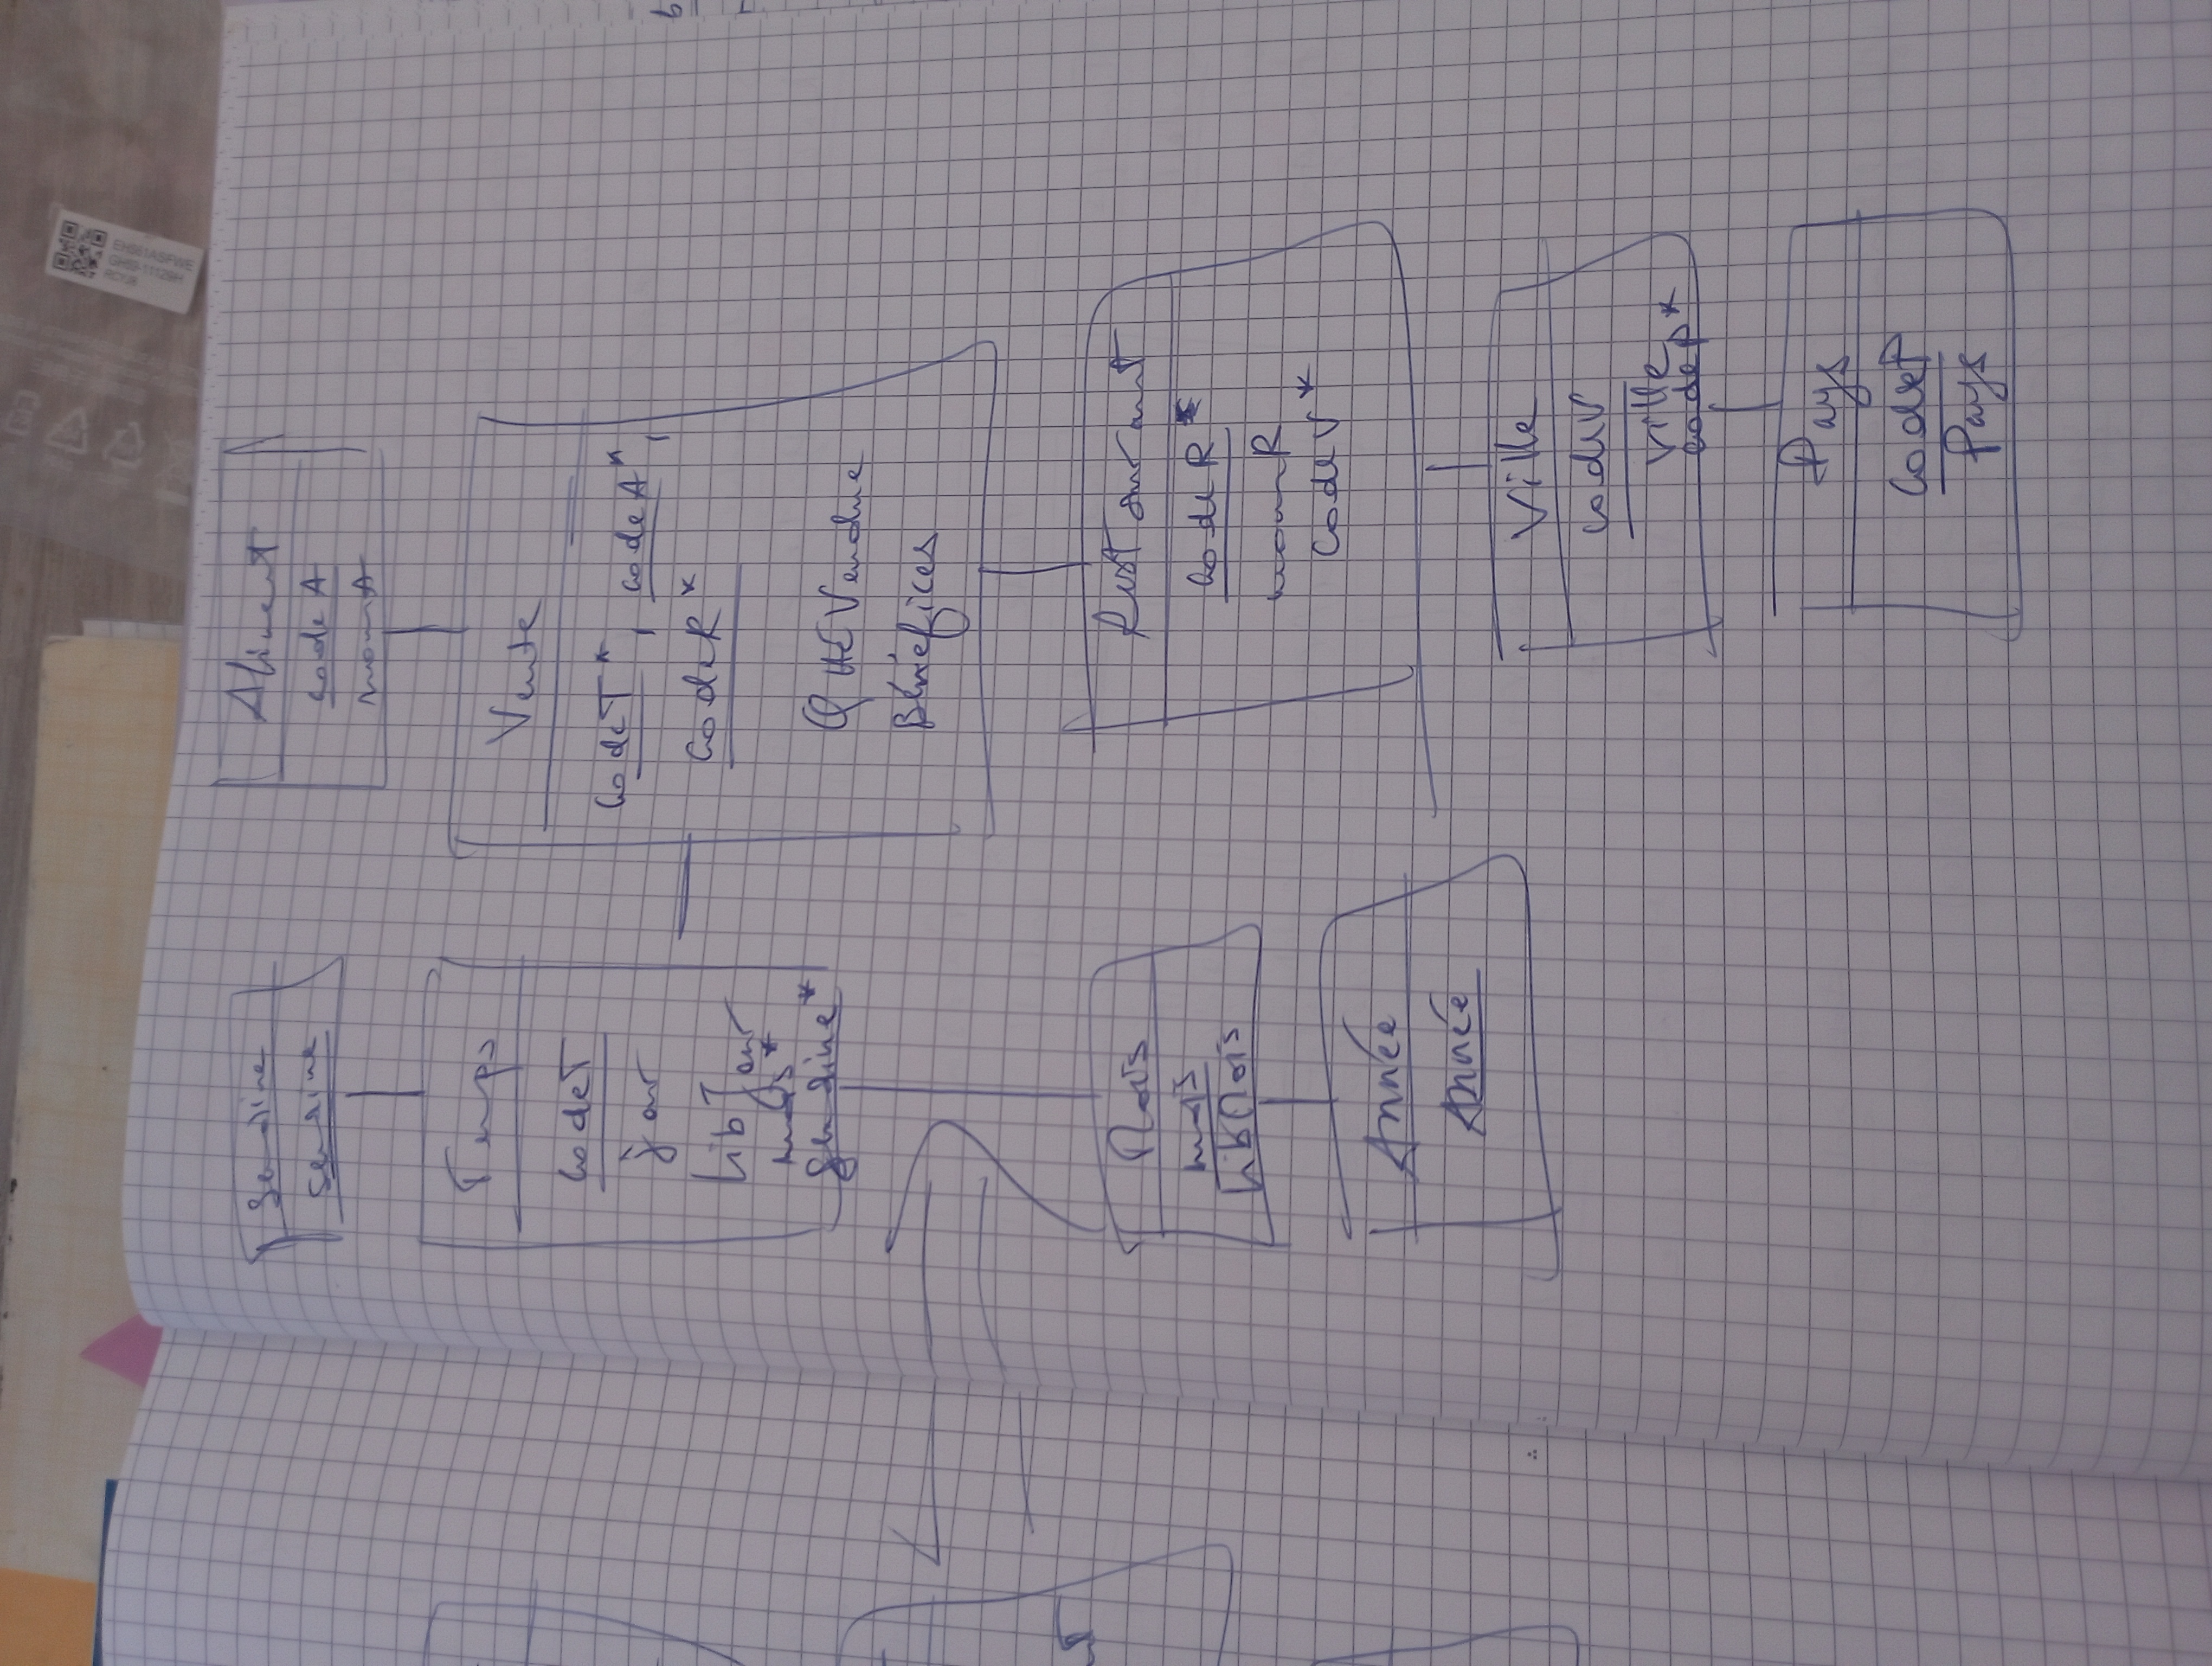 Semaine
semaine
Aliment
codeA
nomA
Temps
codeT
jour
libJour
mois*
semaine*
Vente
codeT*, codeA*,
codeR*
QttéVendue
Bénéfices
Mois
mois
libMois
Année
Année
Restaurant
codeR*
nomR
codeV*
Ville
codeV
ville
codeP*
Pays
codeP
Pays